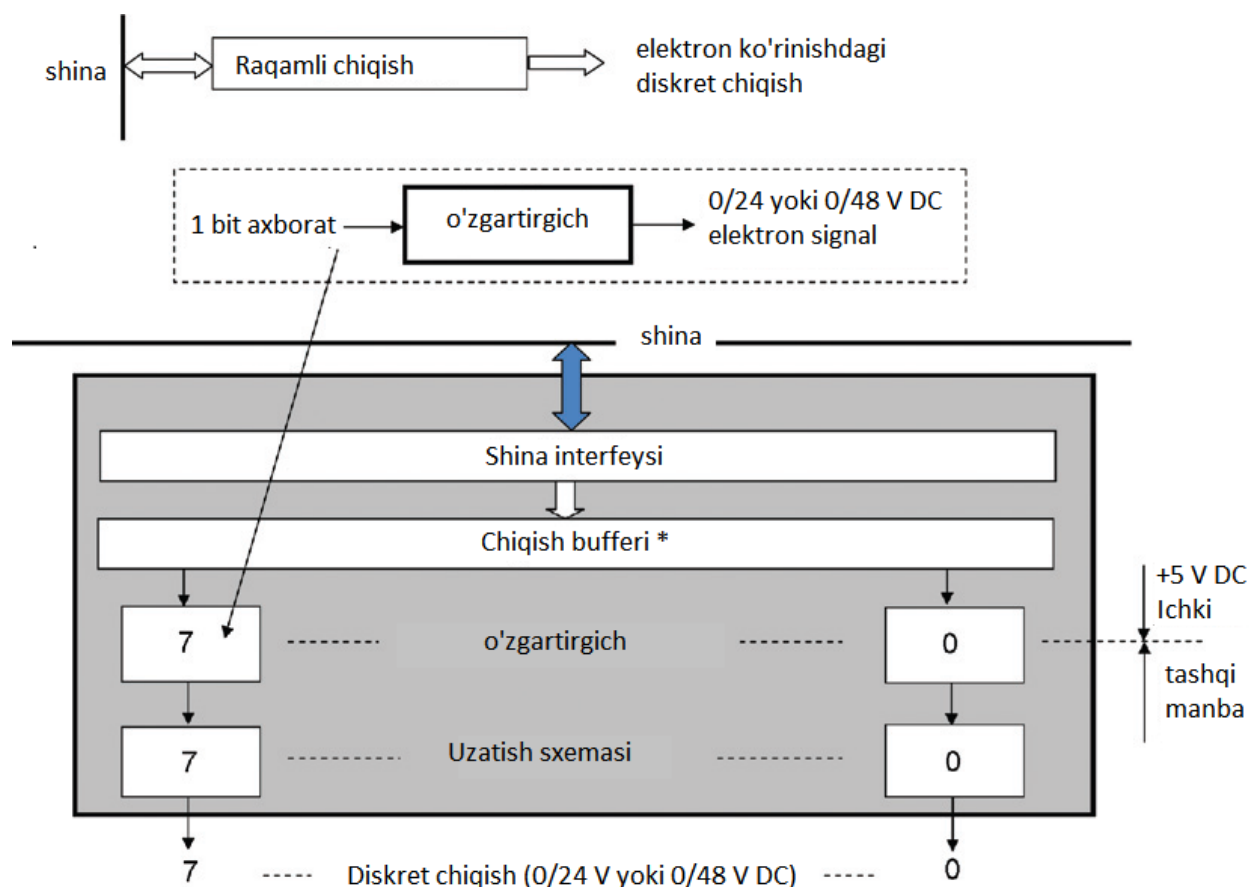 shina
Raqamli chiqish
elektron ko'rinishdagi
diskret chiqish
1 bit axborat
o'zgartirgich
0/24 yoki 0/48 V DC
elektron signal
shina
Shina interfeysi
Chiqish bufferi *
+5 V DC
Ichki
7
o'zgartirgich
0
tashqi
manba
7
Uzatish sxemasi
0
7
Diskret chiqish (0/24 V yoki 0/48 V DC)
0